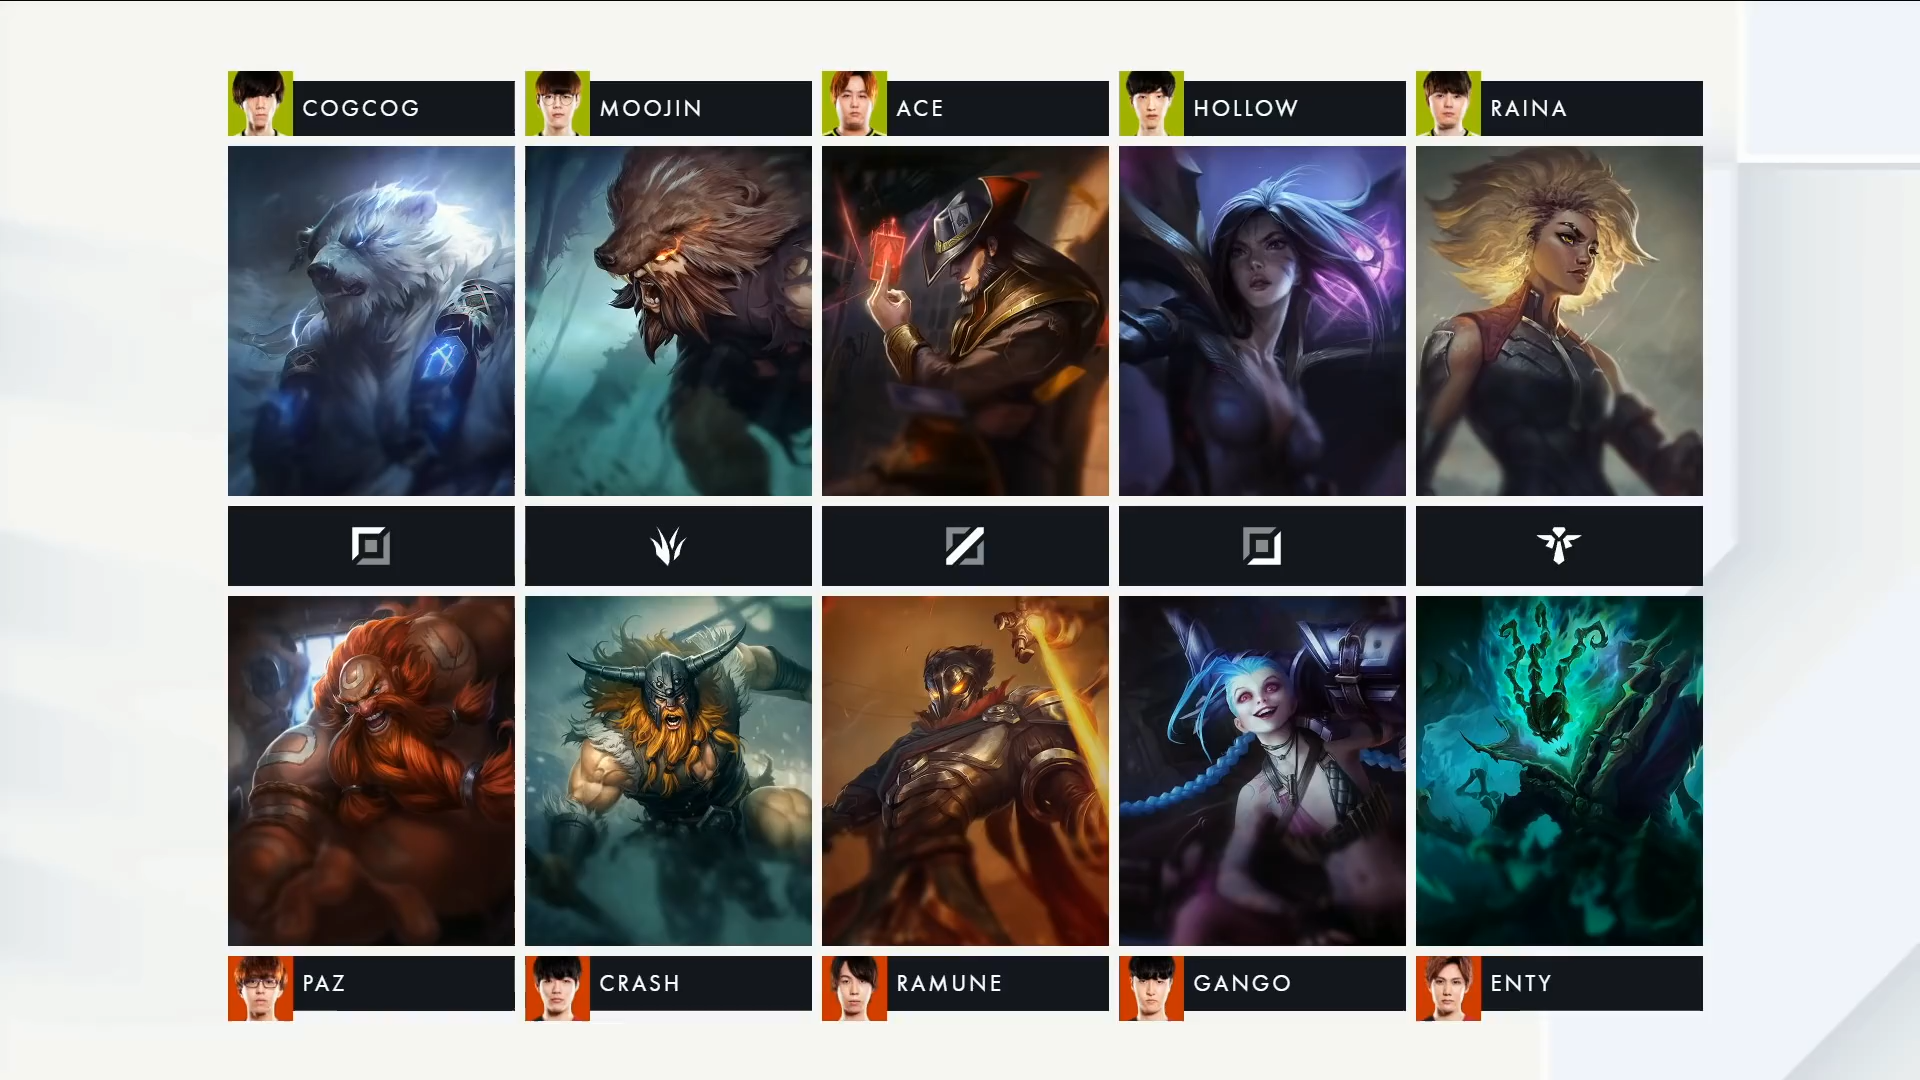 COGCOG
MOOJIN
ACE
HOLLOW
RAINA
PAZ
CRASH
RAMUNE
GANGO
ENTY